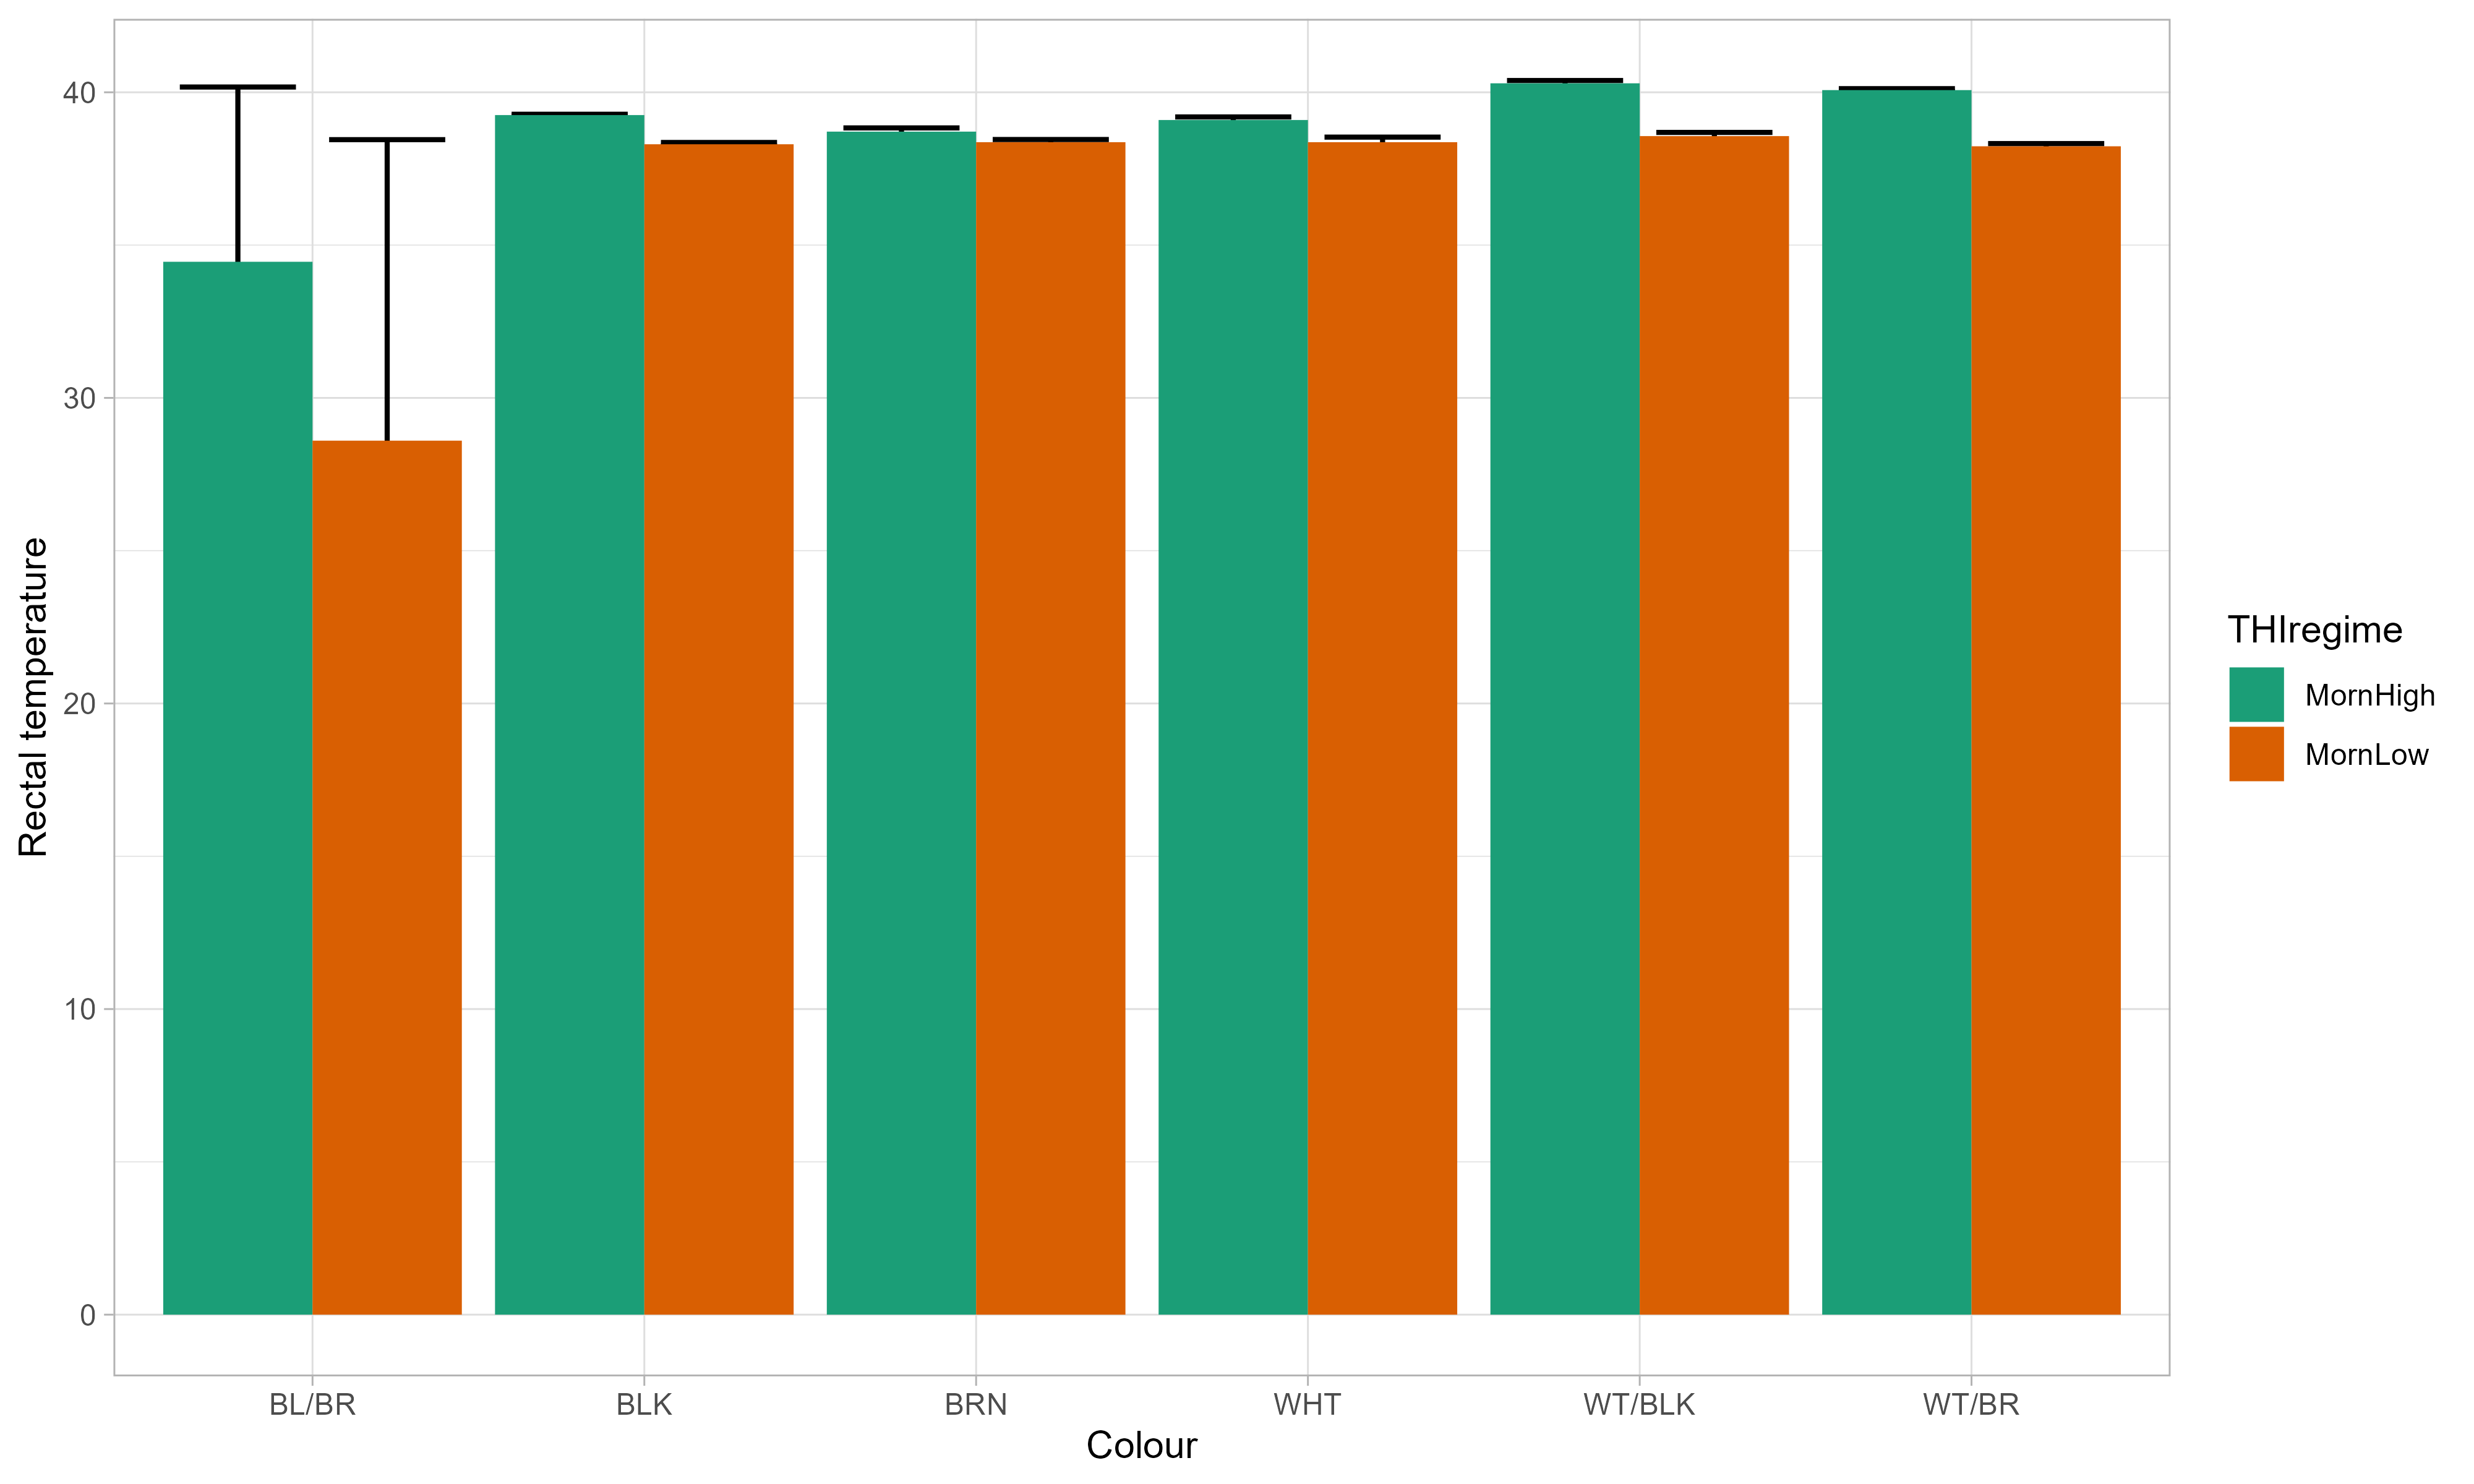 40
30
20
10
0
Rectal temperature
BL/BR
BLK
BRN
WHT
WT/BLK
WT/BR
Colour
THIregime
MornHigh
MornLow